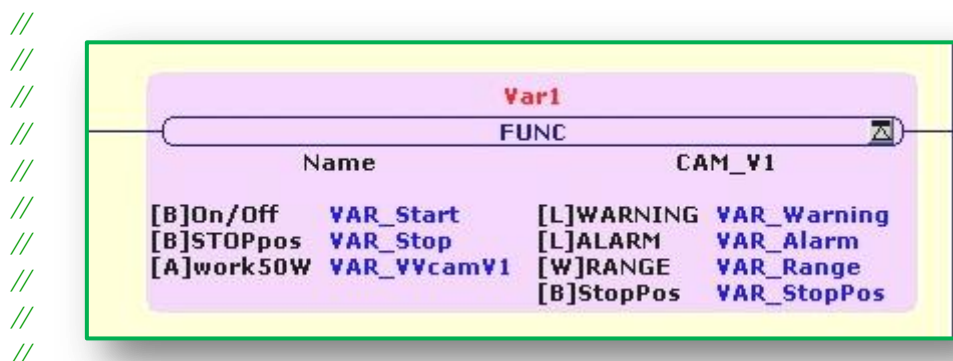 //
//
//
Var1
//
FUNC
//
Name CAM_V1
//
[B]On/Off VAR_Start [L]WARNING VAR_Warning
//
[B]STOPpos VAR_Stop [L]ALARM VAR_Alarm
//
[A]work50W VAR_VVcamV1 [W]RANGE VAR_Range
//
[B]StopPos VAR_StopPos
//
//